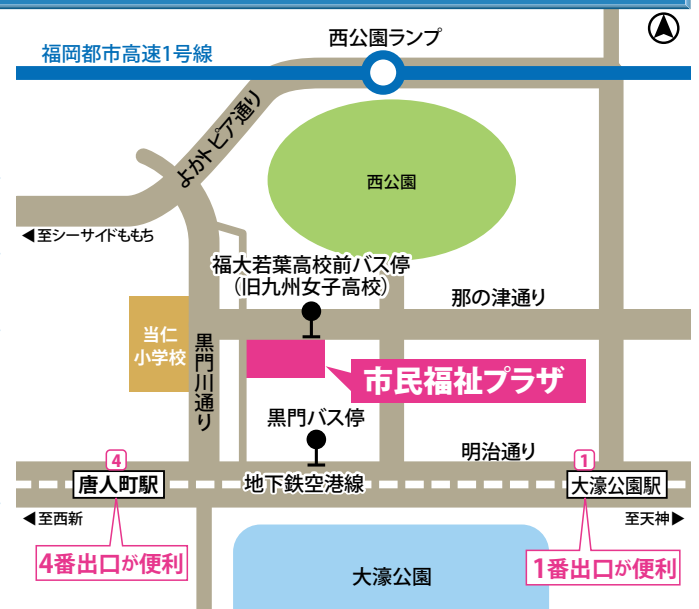 西公園ランプ
福岡都市高速1号線
よかトピア通り
西公園
◀至シーサイドももち
福大若葉高校前バス停
（旧九州女子高校）
那の津通り
当仁
小学校
黒門川通り
市民福祉プラザ
黒門バス停
明治通り
4
1
唐人町駅
地下鉄空港線
大濠公園駅
◀至西新
至天神▶
4番出口が便利
1番出口が便利
大濠公園